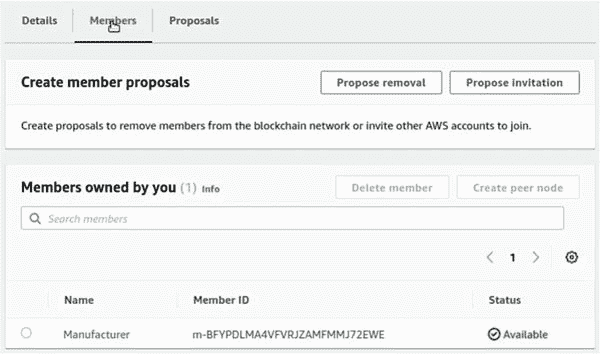 Details Members Proposals
Create member proposals Propose removal Propose invitation
Create proposals to remove members from the blockchain network or invite other AWS accounts to join.
Members owned by you (1) Info Delete member Create peer node
Search members
1
Name Member ID Status
Manufacturer m-BFYPDLMA4VFVRJZAMFMMJ72EWE Available